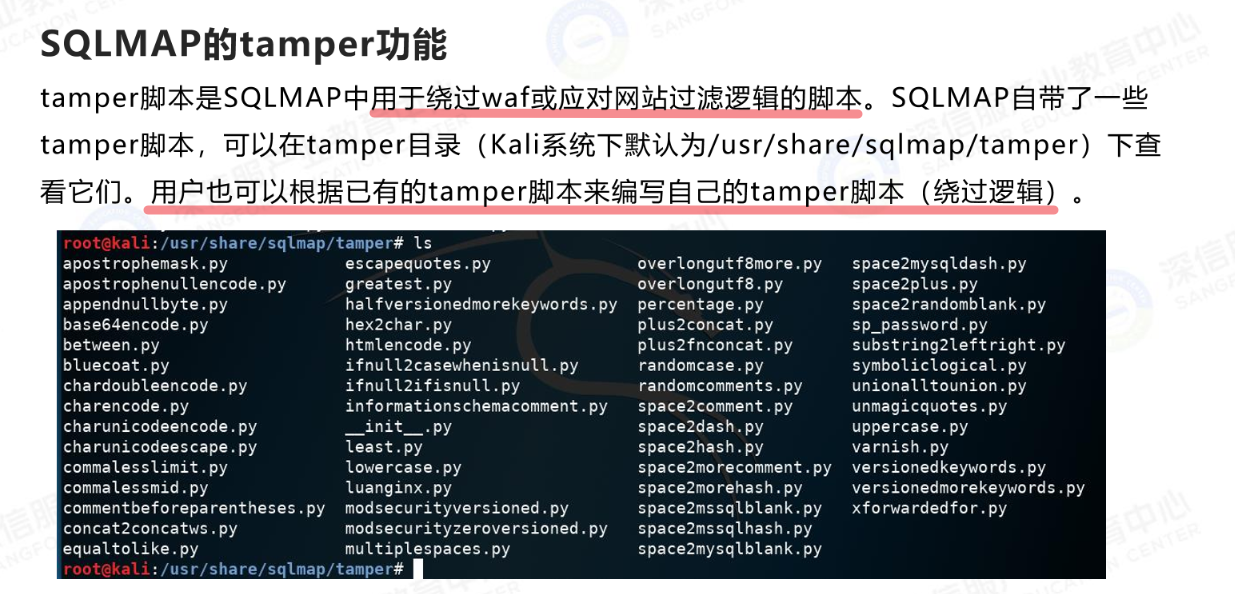 SQLMAP的tamper功能
tamper脚本是SQLMAP中用于绕过waf或应对网站过滤逻辑的脚本。SQLMAP自带了一些
tamper脚本，可以在tamper目录（Kali系统下默认为/usr/share/sqlmap/tamper）下查
看它们。用户也可以根据已有的tamper脚本来编写自己的tamper脚本（绕过逻辑）。
root@kali:/usr/share/sqlmap/tamper# ls
apostrophemask.py escapequotes.py overlongutf8more.py space2mysqldash.py
apostrophenullencode.py greatest.py overlongutf8.py space2plus.py
appendnullbyte.py halfversionedmorekeywords.py percentage.py space2randomblank.py
base64encode.py hex2char.py plus2concat.py sp_password.py
between.py htmlencode.py plus2fnconcat.py substring2leftright.py
bluecoat.py ifnull2casewhenisnull.py randomcase.py symboliclogical.py
chardoubleencode.py ifnull2ifisnull.py randomcomments.py unionalltounion.py
charencode.py informationschemacomment.py space2comment.py unmagicquotes.py
charunicodeencode.py __init__.py space2dash.py uppercase.py
charunicodeescape.py least.py space2hash.py varnish.py
commalesslimit.py lowercase.py space2morecomment.py versionedkeywords.py
commalessmid.py luanginx.py space2morehash.py versionedmorekeywords.py
commentbeforeparentheses.py modsecurityversioned.py space2mssqlblank.py xforwardedfor.py
concat2concatws.py modsecurityzeroversioned.py space2mssqlhash.py
equaltolike.py multiplespaces.py space2mysqlblank.py
root@kali:/usr/share/sqlmap/tamper#